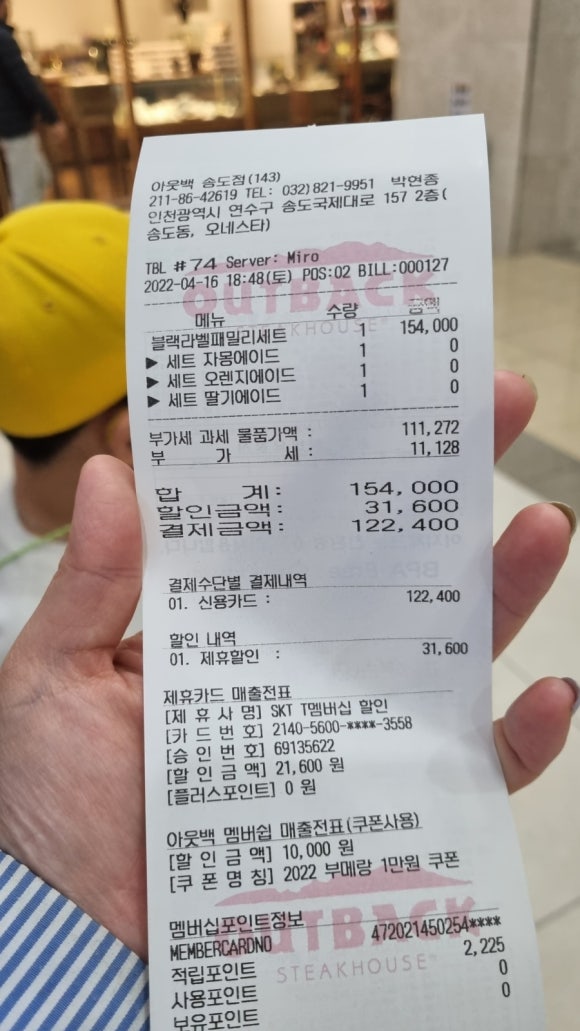 아웃백 송도점(143)
211-86-42619 TEL: 032)821-9951 박현종
인천광역시 연수구 송도국제대로 157 2층(
송도동, 오네스타)
TBL #74 Server: Miro
2022-04-16 18:48(토) POS:02 BILL:000127
OUTBACK
STEAKHOUSE
메뉴 수량 금액
블랙라벨패밀리세트 1 154,000
▶ 세트 자몽에이드 1 0
▶ 세트 오렌지에이드 1 0
▶ 세트 딸기에이드 1 0
부가세 과세 물품가액 : 111,272
부 가 세 : 11,128
합 계: 154,000
할인금액: 31,600
결제금액: 122,400
결제수단별 결제내역
01. 신용카드 : 122,400
할인 내역
01. 제휴할인 : 31,600
제휴카드 매출전표
[제 휴 사 명] SKT T멤버십 할인
[카 드 번 호] 2140-5600-****-3558
[승 인 번 호] 69135622
[할 인 금 액] 21,600 원
[플러스포인트] 0 원
아웃백 멤버쉽 매출전표(쿠폰사용)
[할 인 금 액] 10,000 원
[쿠 폰 명 칭] 2022 부메랑 1만원 쿠폰
OUTBACK
STEAKHOUSE
멤버십포인트정보
MEMBERCARDNO 472021450254****
적립포인트 2,225
사용포인트 0
보유포인트 0